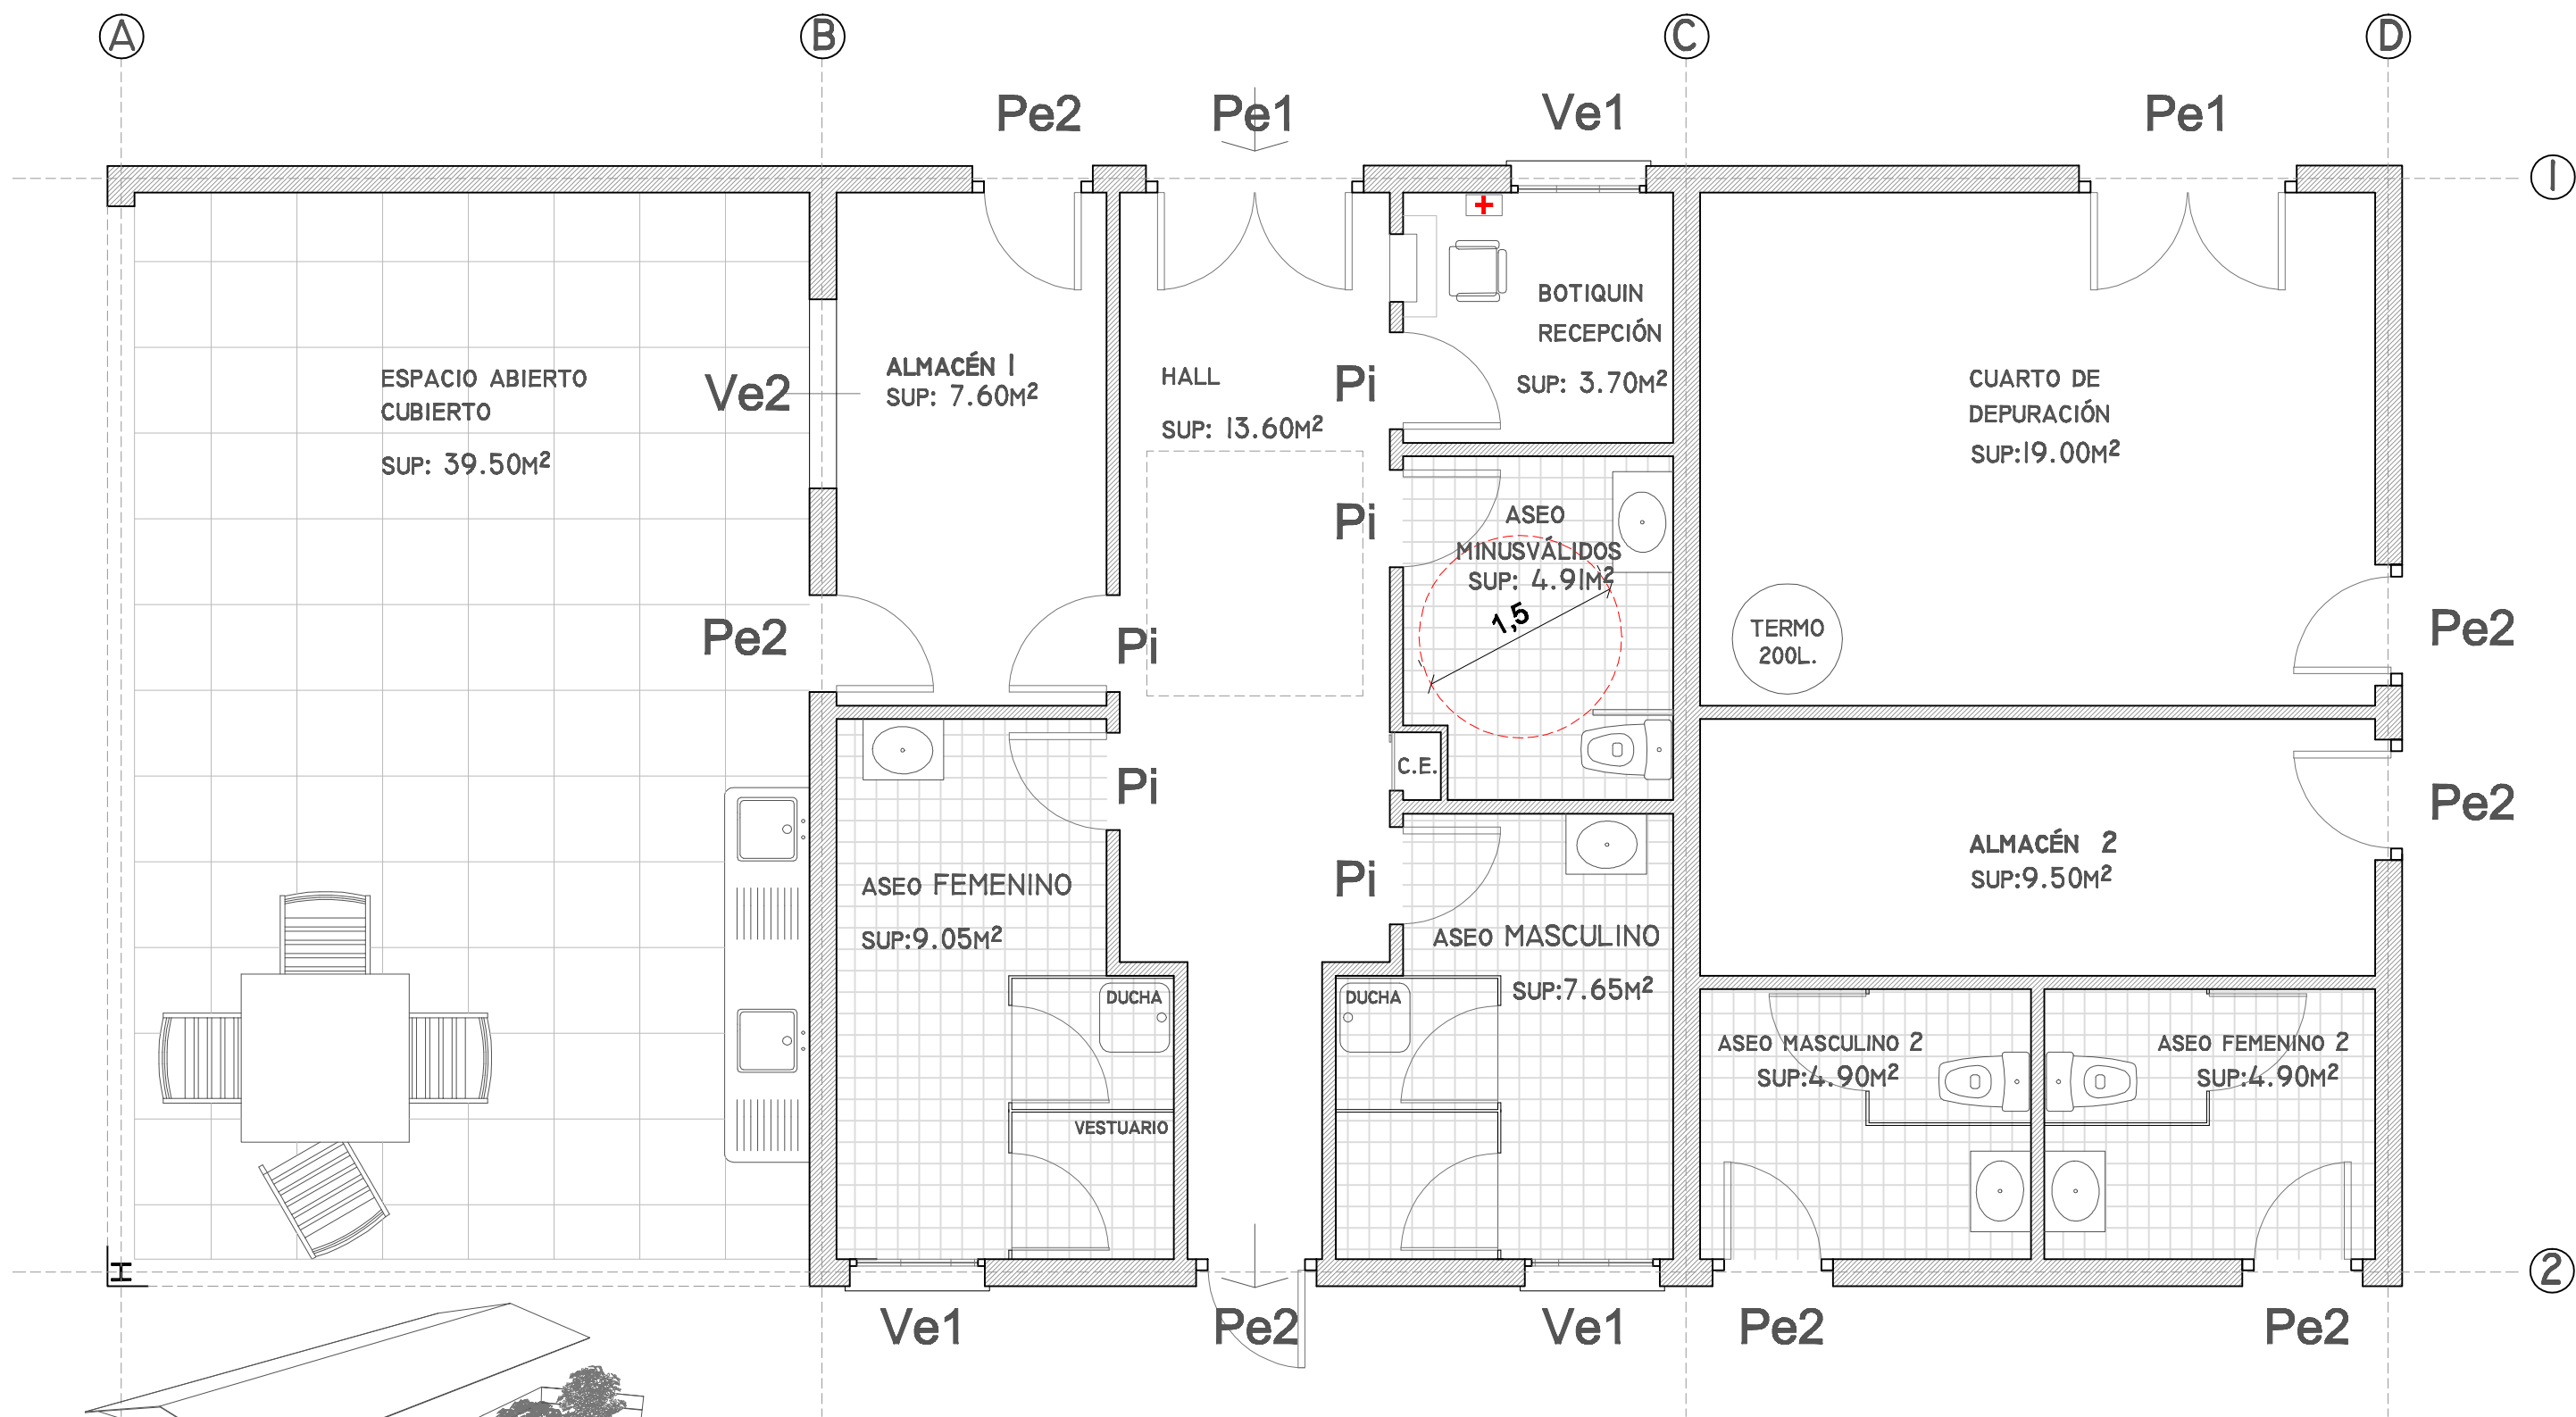 A
B
C
D
Pe2
Pe1
Ve1
Pe1
1
ESPACIO ABIERTO
CUBIERTO
SUP: 39.50M²
Ve2
ALMACÉN 1
SUP: 7.60M²
HALL
SUP: 13.60M²
Pi
BOTIQUIN
RECEPCIÓN
SUP: 3.70M²
CUARTO DE
DEPURACIÓN
SUP:19.00M²
Pi
ASEO
MINUSVÁLIDOS
SUP: 4.91M²
1,5
TERMO
200L.
Pe2
Pi
Pe2
Pi
C.E.
Pe2
ALMACÉN 2
SUP:9.50M²
Pi
ASEO FEMENINO
SUP:9.05M²
ASEO MASCULINO
SUP:7.65M²
DUCHA
DUCHA
VESTUARIO
ASEO MASCULINO 2
SUP:4.90M²
ASEO FEMENINO 2
SUP:4.90M²
2
Ve1
Pe2
Ve1
Pe2
Pe2